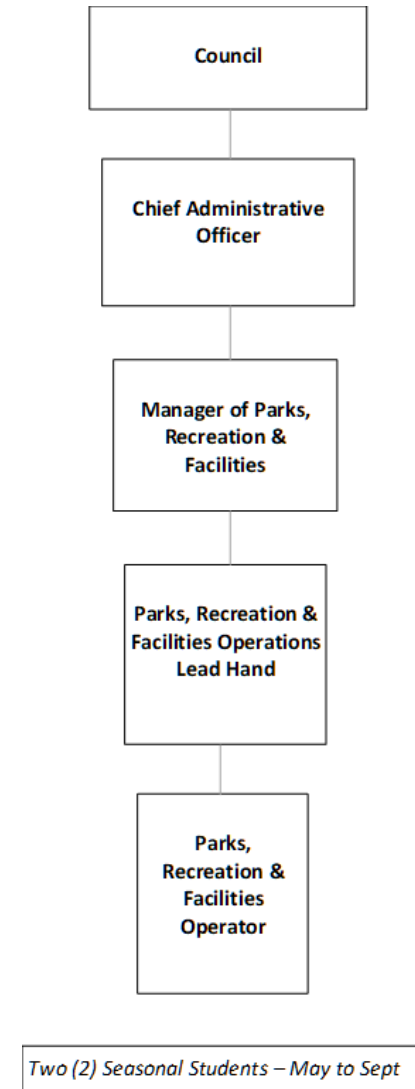 Council
Chief Administrative
Officer
Manager of Parks,
Recreation &
Facilities
Parks, Recreation &
Facilities Operations
Lead Hand
Parks,
Recreation &
Facilities
Operator
Two (2) Seasonal Students – May to Sept